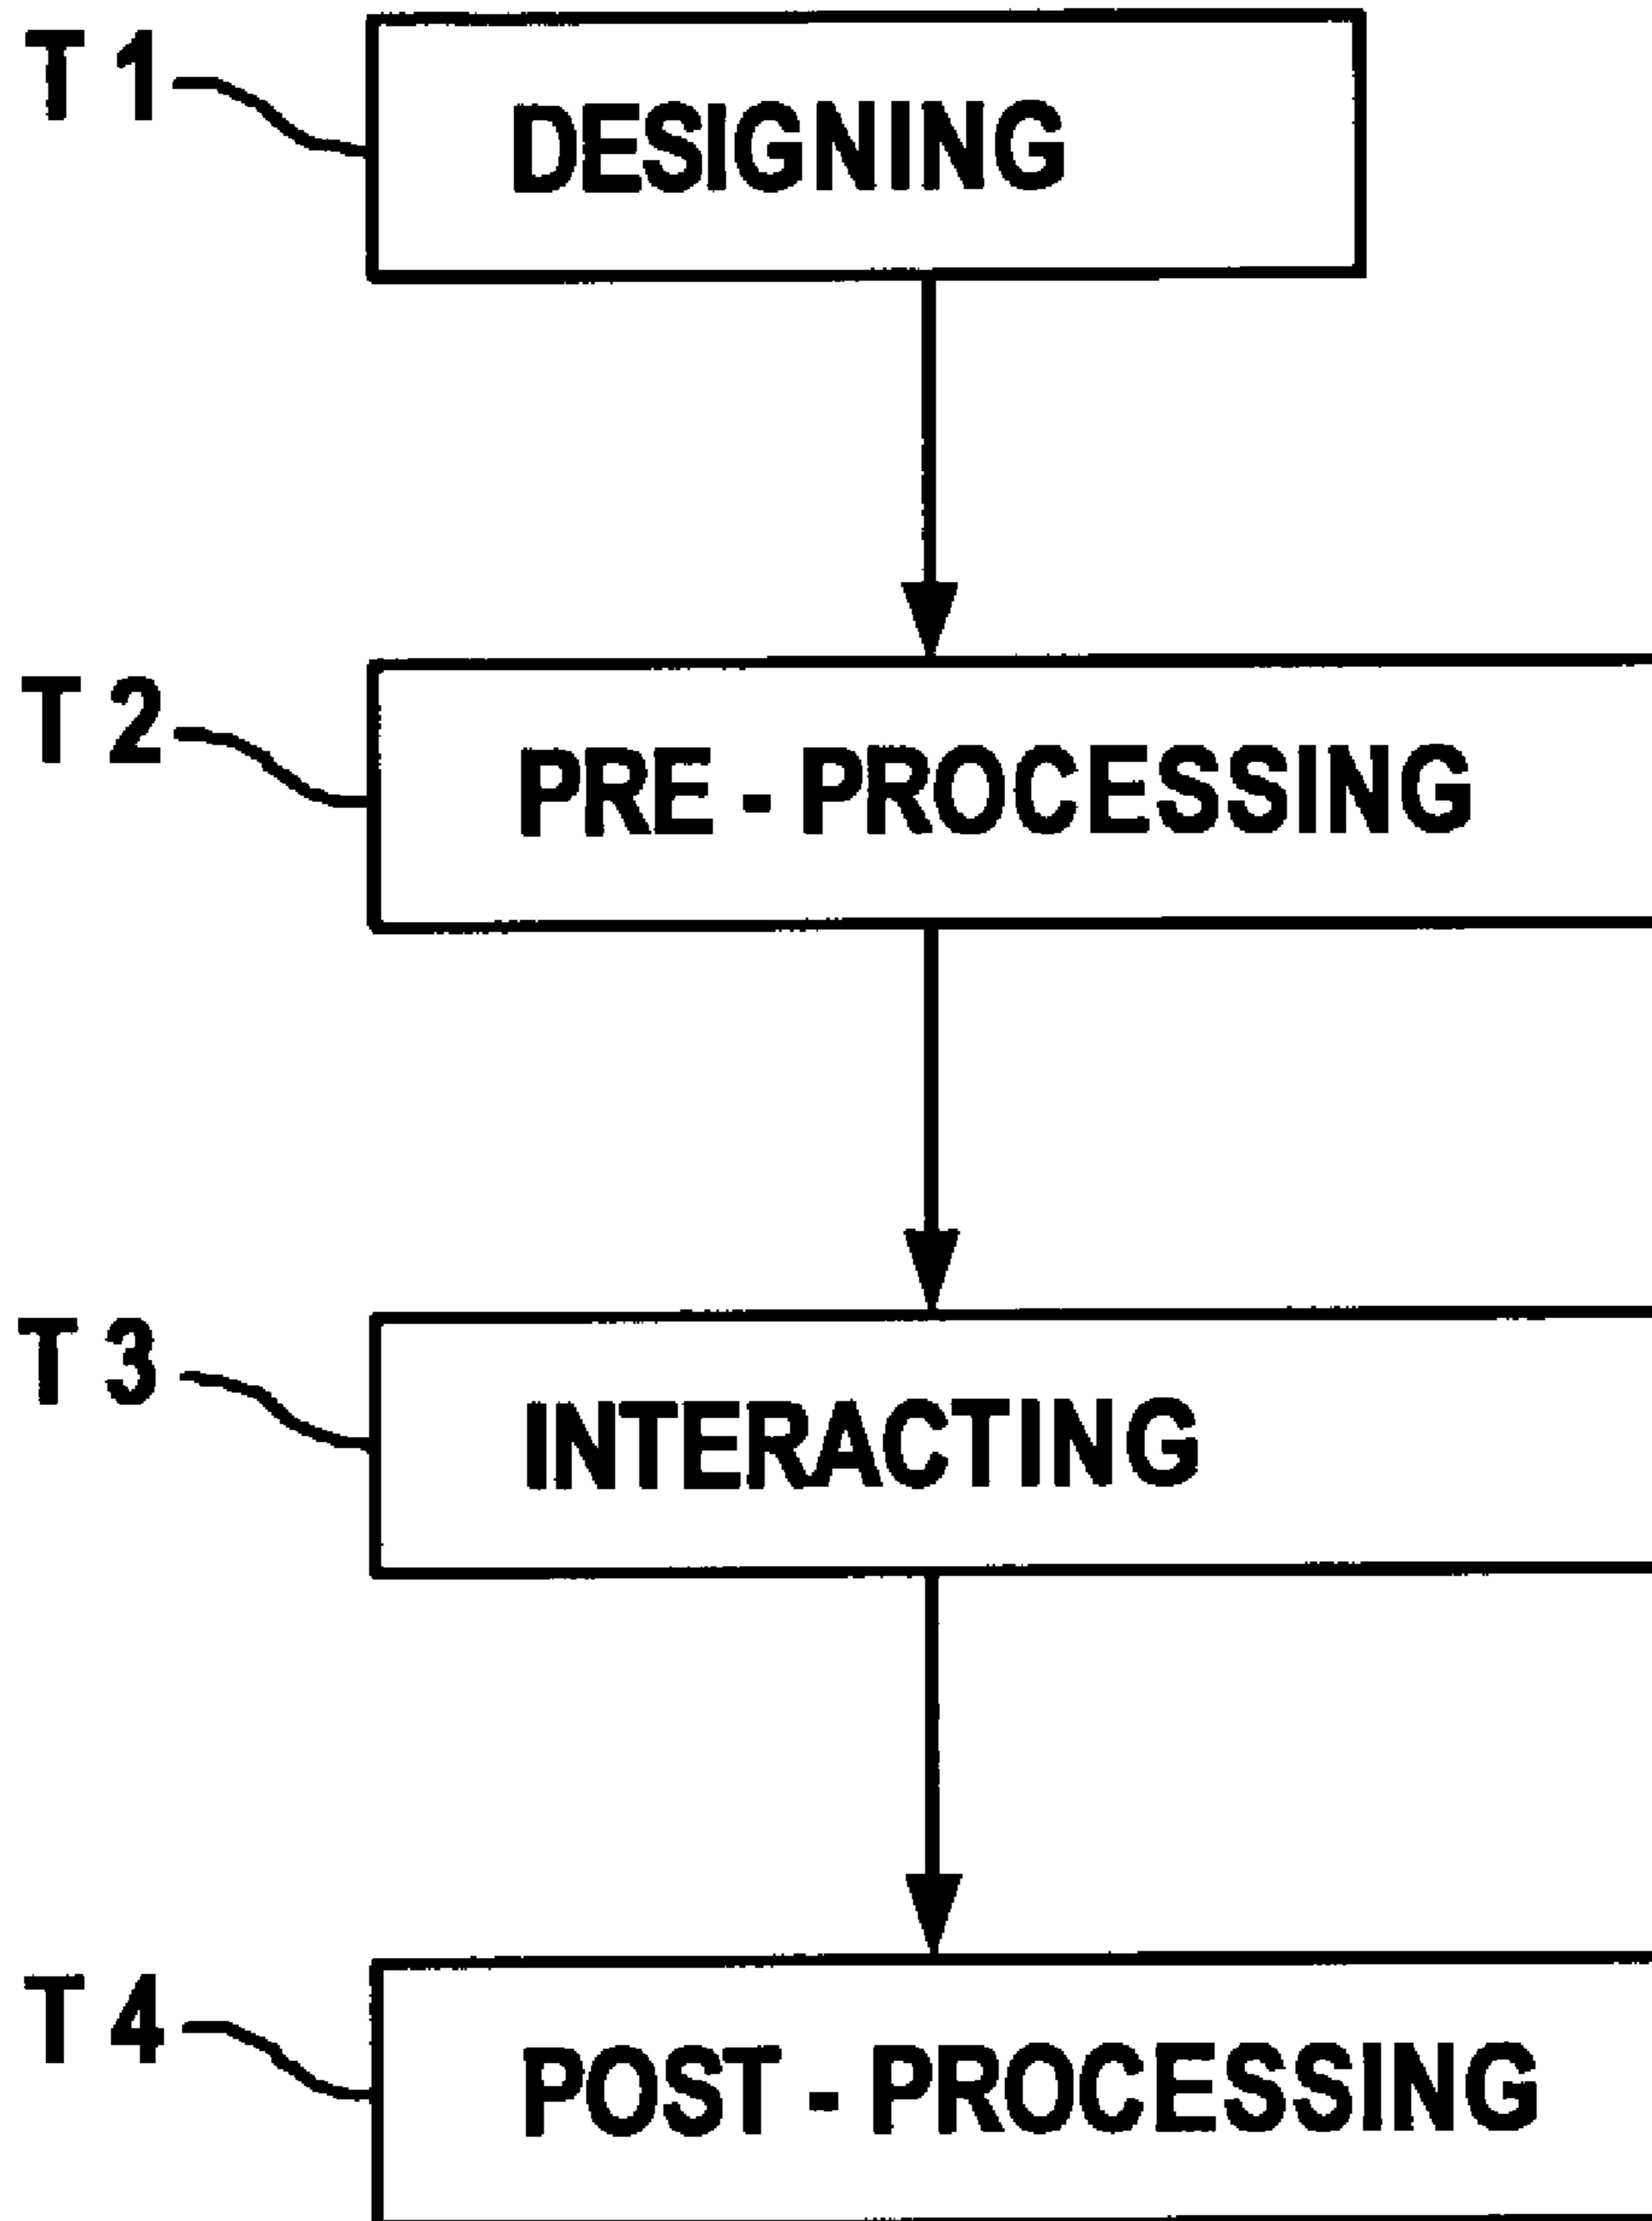 T 1
DESIGNING
T 2
PRE - PROCESSING
T 3
INTERACTING
T 4
POST - PROCESSING